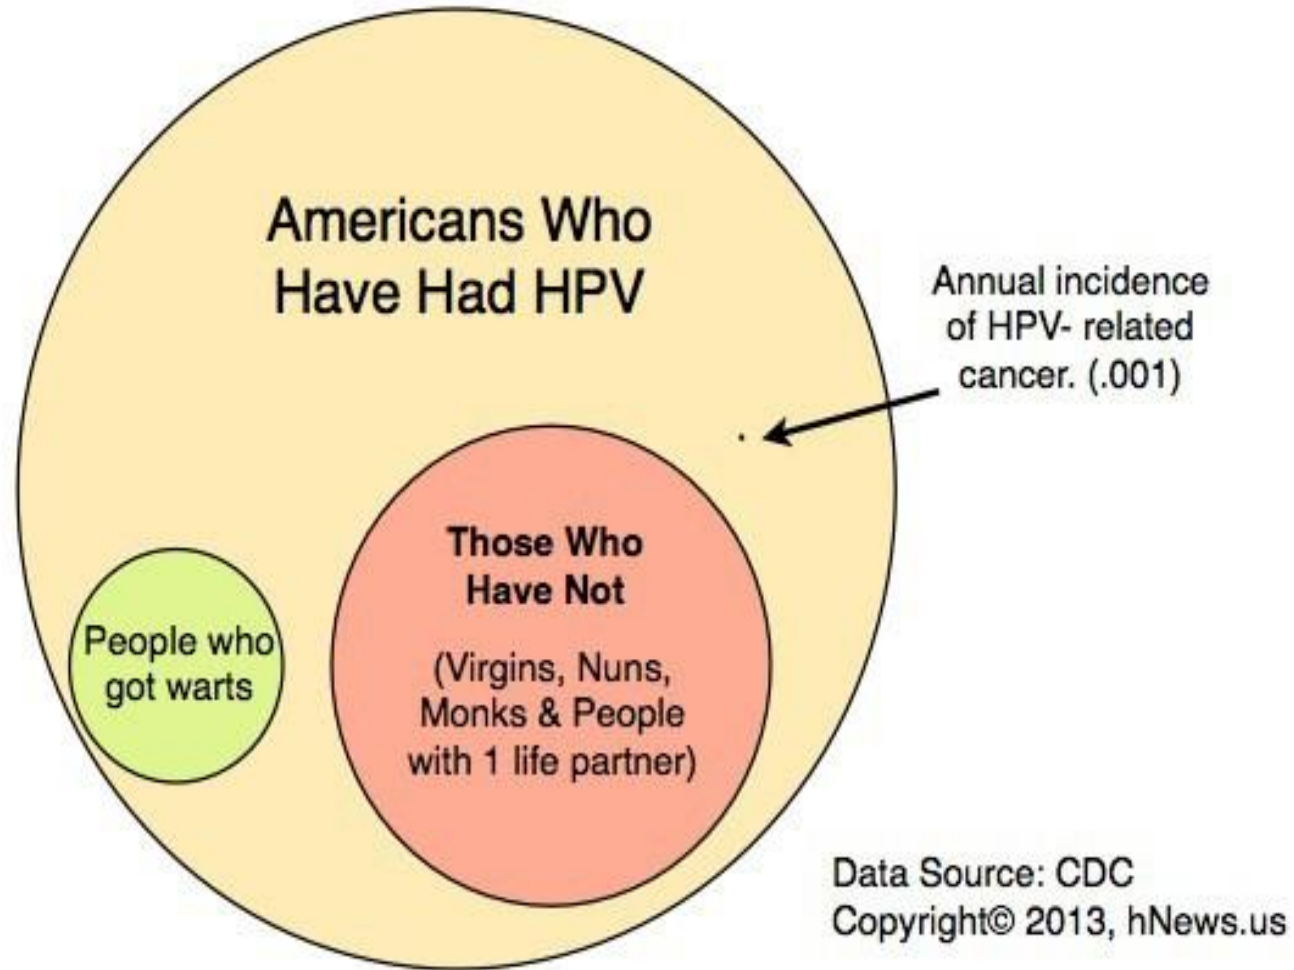 Americans Who
Have Had HPV
Annual incidence
of HPV- related
cancer. (.001)
Those Who
Have Not
(Virgins, Nuns,
Monks & People
with 1 life partner)
People who
got warts
Data Source: CDC
Copyright© 2013, hNews.us